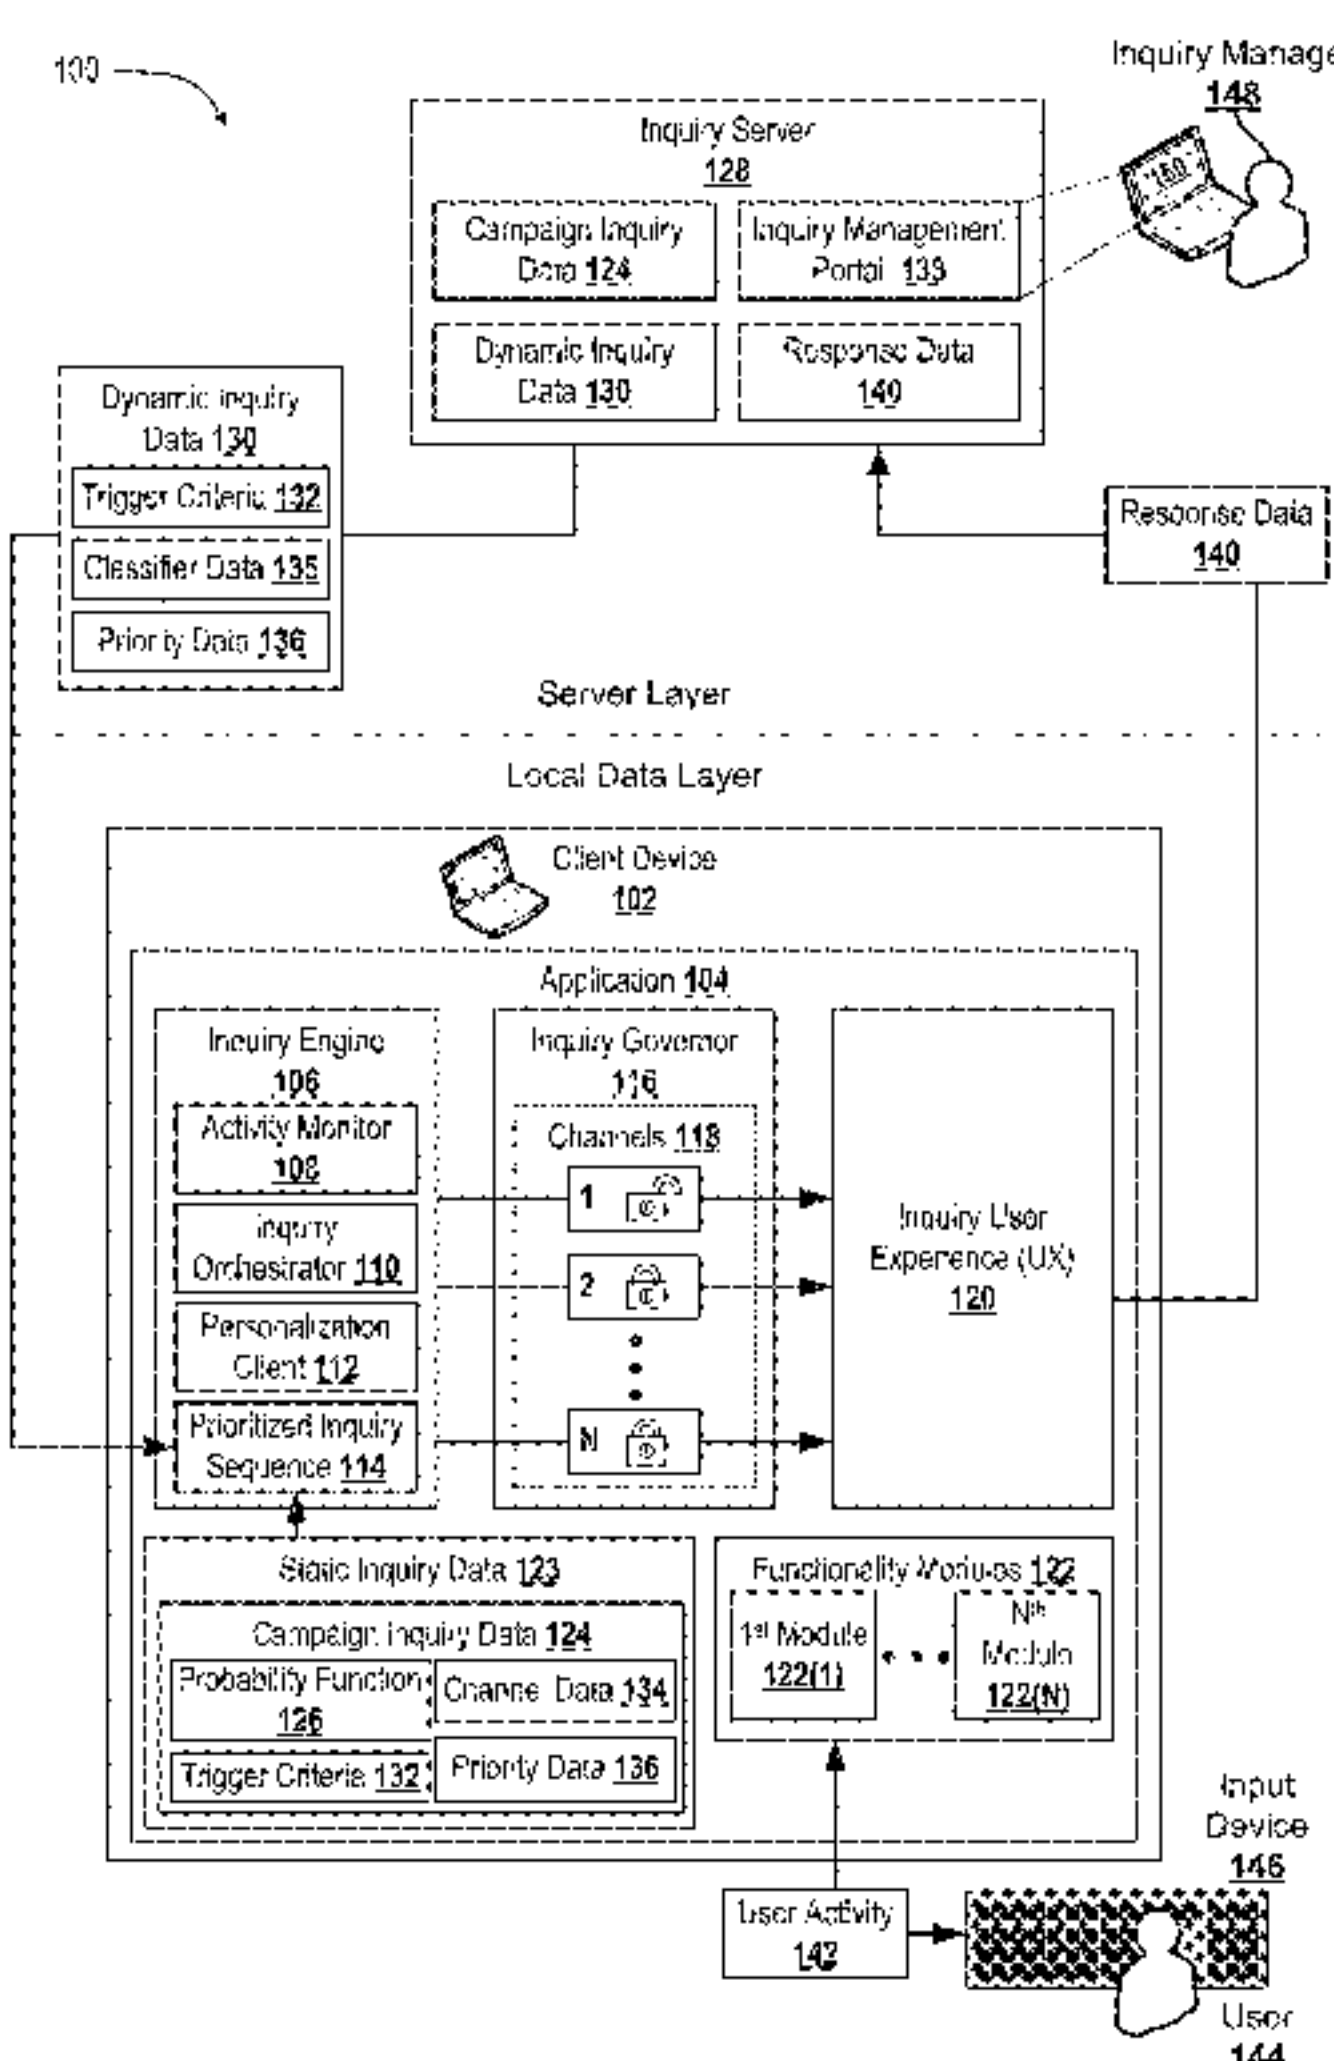 100
Inquiry Manage
148
Inquiry Server
128
150
Campaign Inquiry
Data 124
Inquiry Management
Portal 138
Dynamic Inquiry
Data 130
Response Data
140
Dynamic Inquiry
Data 130
Trigger Criteria 132
Classifier Data 135
Priority Data 136
Response Data
140
Server Layer
Local Data Layer
Client Device
102
Application 104
Inquiry Engine
106
Activity Monitor
108
Inquiry
Orchestrator 110
Personalization
Client 112
Prioritized Inquiry
Sequence 114
Inquiry Governor
116
Channels 118
1
2
N
Inquiry User
Experience (UX)
120
Static Inquiry Data 123
Campaign Inquiry Data 124
Probability Function
126
Channel Data 134
Trigger Criteria 132
Priority Data 136
Functionality Modules 122
1st Module
122(1)
Nth
Module
122(N)
User Activity
142
Input
Device
146
User
144